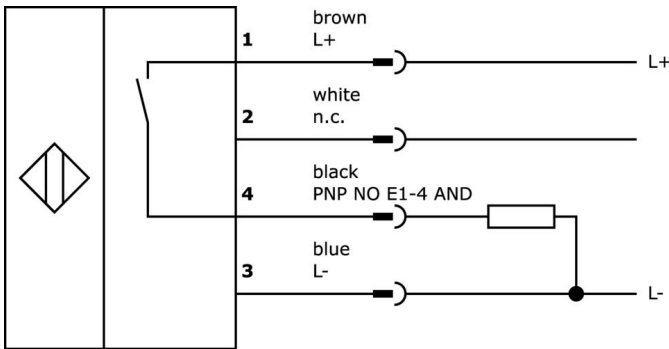 brown
1 L+ L+
white
2 n.c.
black
4 PNP NO E1-4 AND
blue
3 L- L-